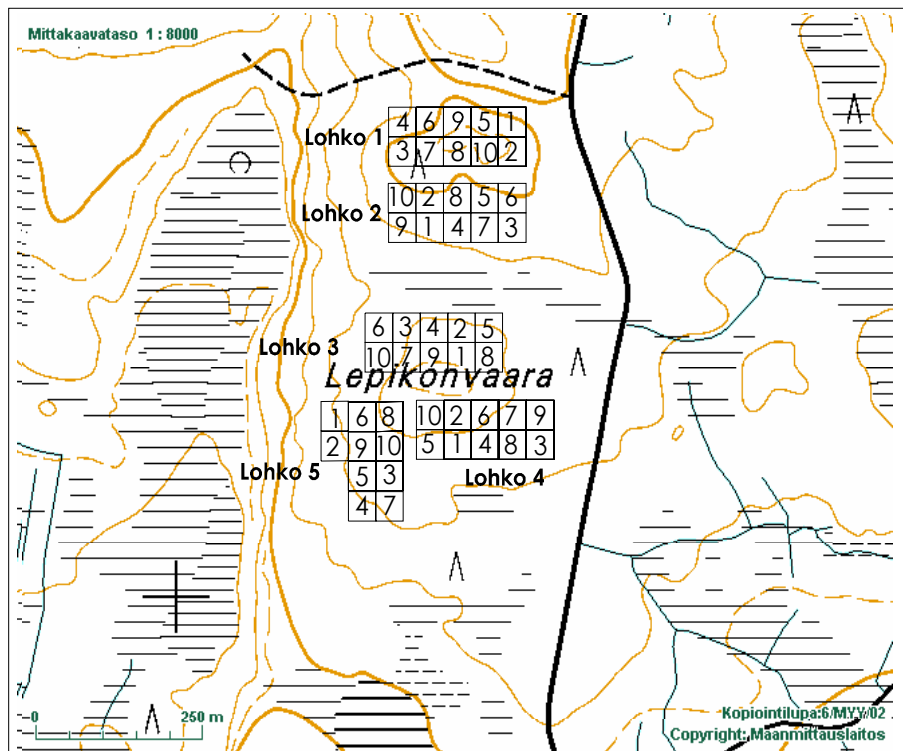 Mittakaavataso 1 : 8000
Lohko 1
4 6 9 5 1
3 7 8 10 2
Lohko 2
10 2 8 5 6
9 1 4 7 3
Lohko 3
6 3 4 2 5
10 7 9 1 8
Lepikonvaara
1 6 8
2 9 10
5 3
4 7
Lohko 5
10 2 6 7 9
5 1 4 8 3
Lohko 4
0 250 m
Kopiointilupa:6/MYY/02
Copyright: Maanmittauslaitos